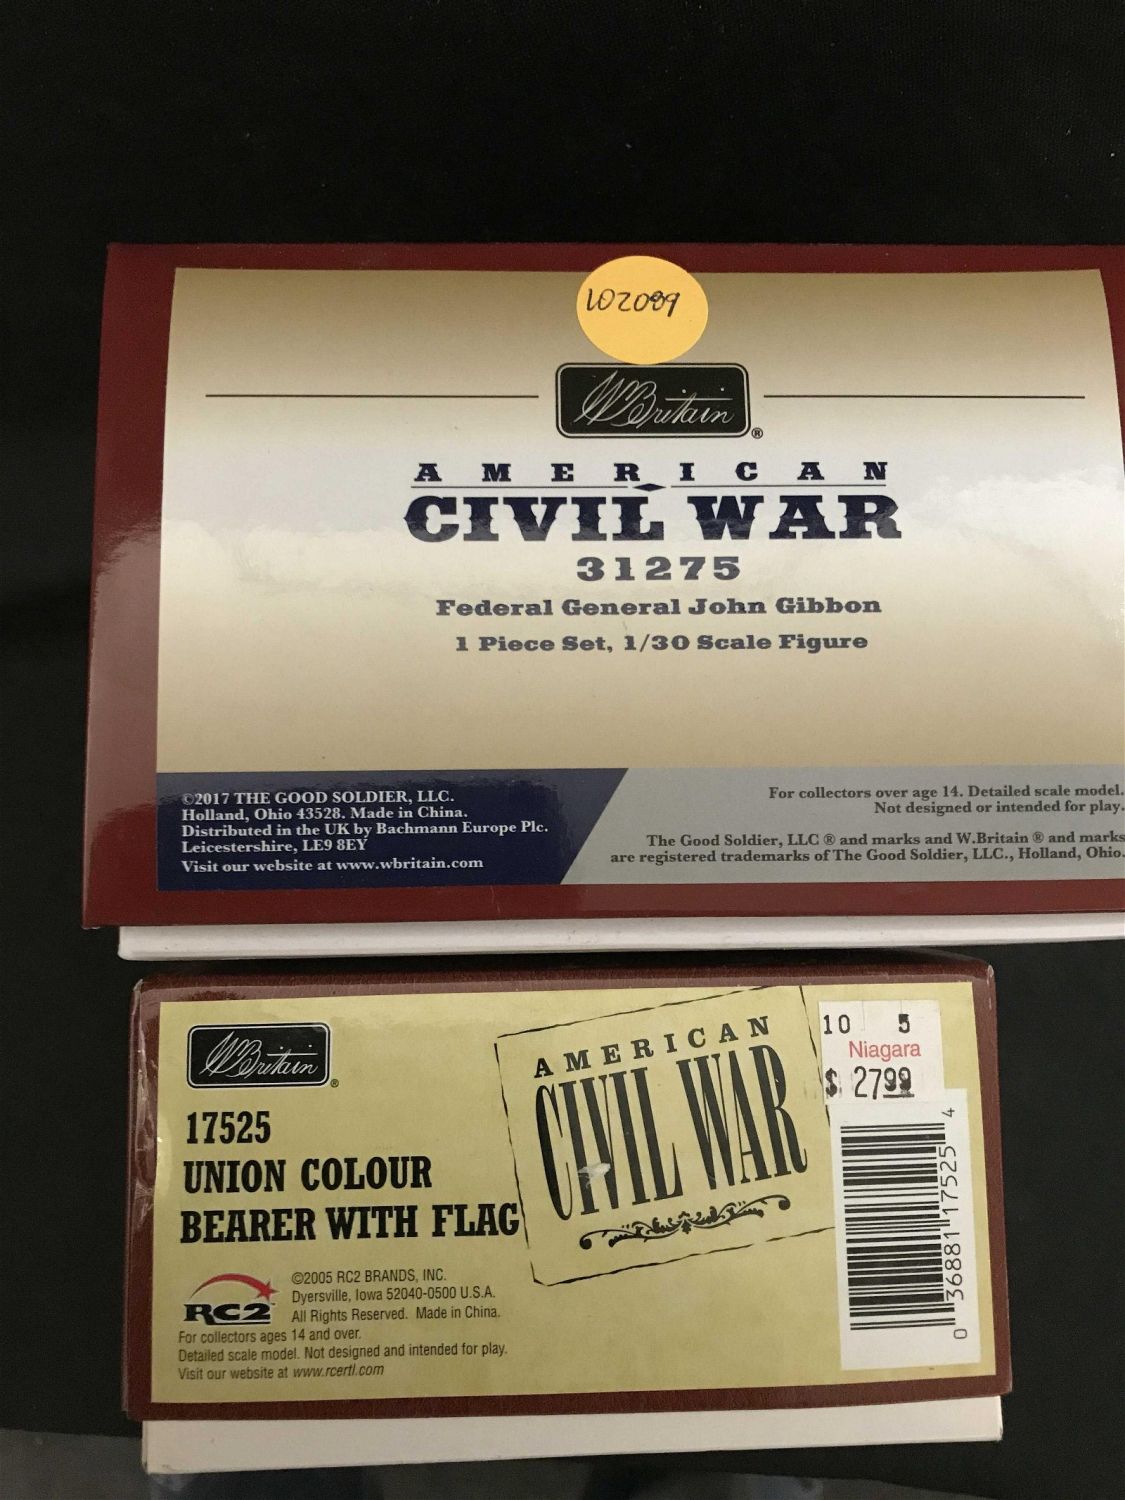 LO2089
W.Britain ®
AMERICAN
CIVIL WAR
31275
Federal General John Gibbon
1 Piece Set, 1/30 Scale Figure
©2017 THE GOOD SOLDIER, LLC.
Holland, Ohio 43528. Made in China.
Distributed in the UK by Bachmann Europe Plc.
Leicestershire, LE9 8EY
Visit our website at www.wbritain.com
For collectors over age 14. Detailed scale model.
Not designed or intended for play.
The Good Soldier, LLC ® and marks and W.Britain ® and marks
are registered trademarks of The Good Soldier, LLC., Holland, Ohio.
W.Britain ®
17525
UNION COLOUR
BEARER WITH FLAG
AMERICAN
CIVIL WAR
10 5
Niagara
$ 27.99
0 36881 17525 4
RC2
©2005 RC2 BRANDS, INC.
Dyersville, Iowa 52040-0500 U.S.A.
All Rights Reserved. Made in China.
For collectors ages 14 and over.
Detailed scale model. Not designed and intended for play.
Visit our website at www.rcertl.com